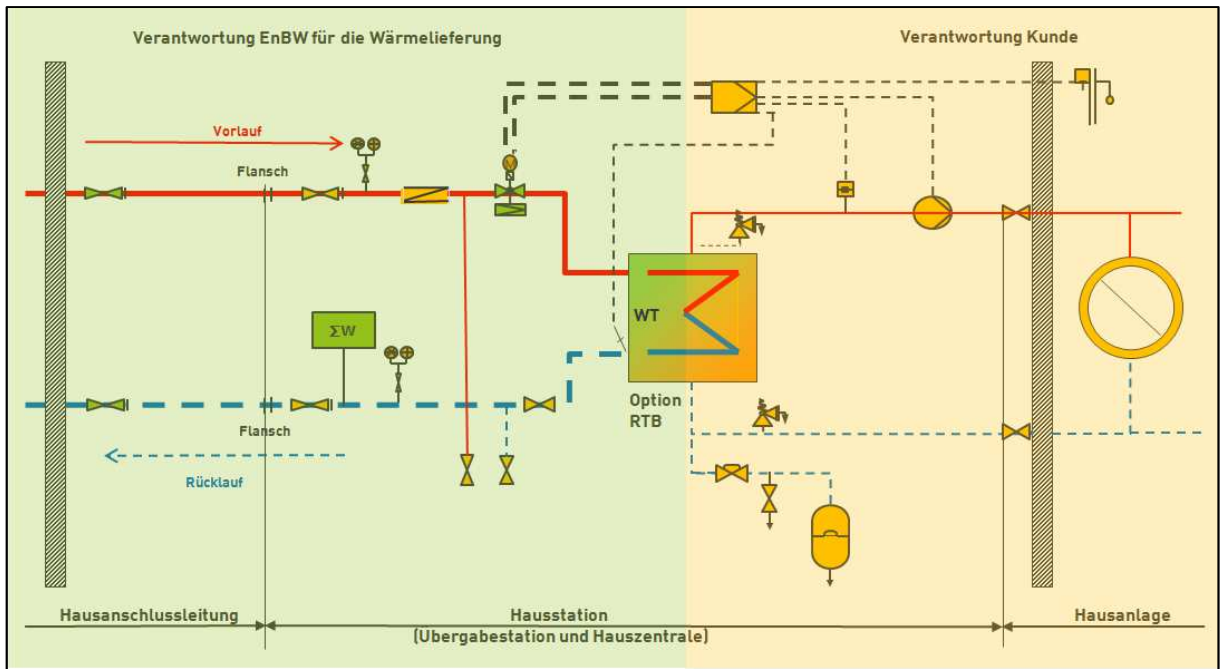 Verantwortung EnBW für die Wärmelieferung
Verantwortung Kunde
Vorlauf
Flansch
M
ΣW
WT
Option
RTB
Flansch
Rücklauf
Hausanschlussleitung
Hausstation
(Übergabestation und Hauszentrale)
Hausanlage